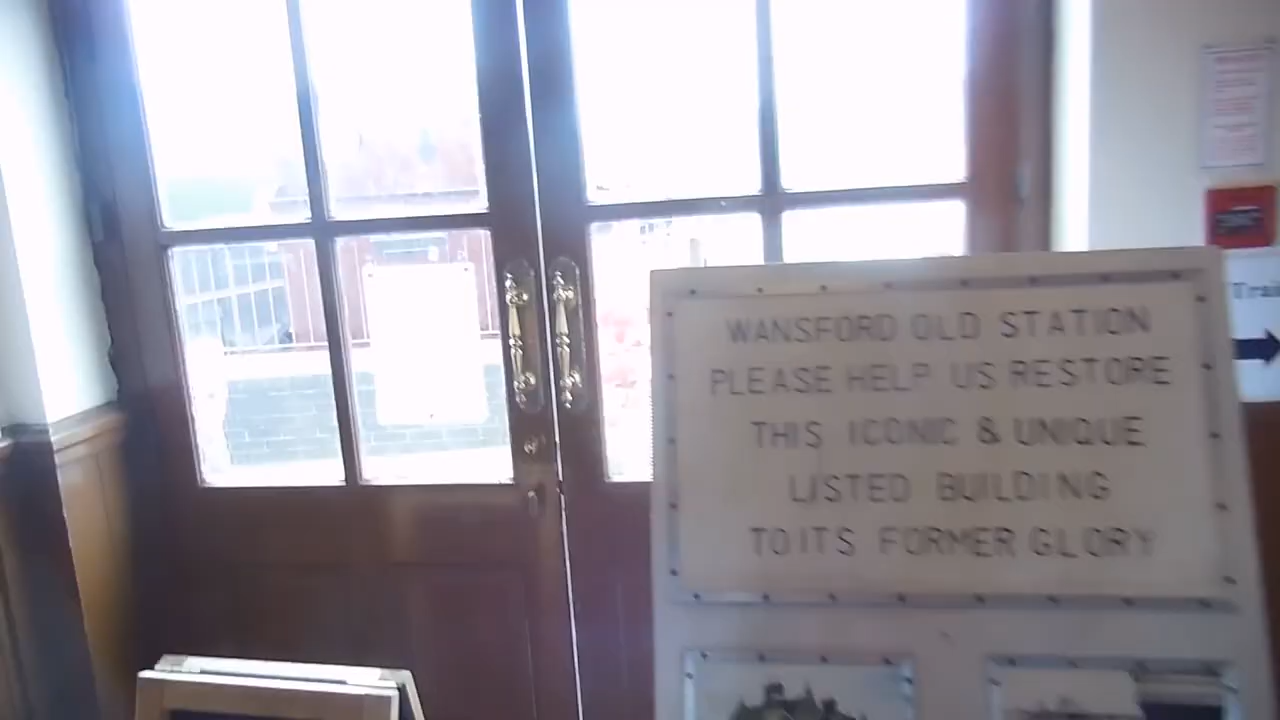 WANSFORD OLD STATION
PLEASE HELP US RESTORE
THIS ICONIC & UNIQUE
LISTED BUILDING
TO ITS FORMER GLORY